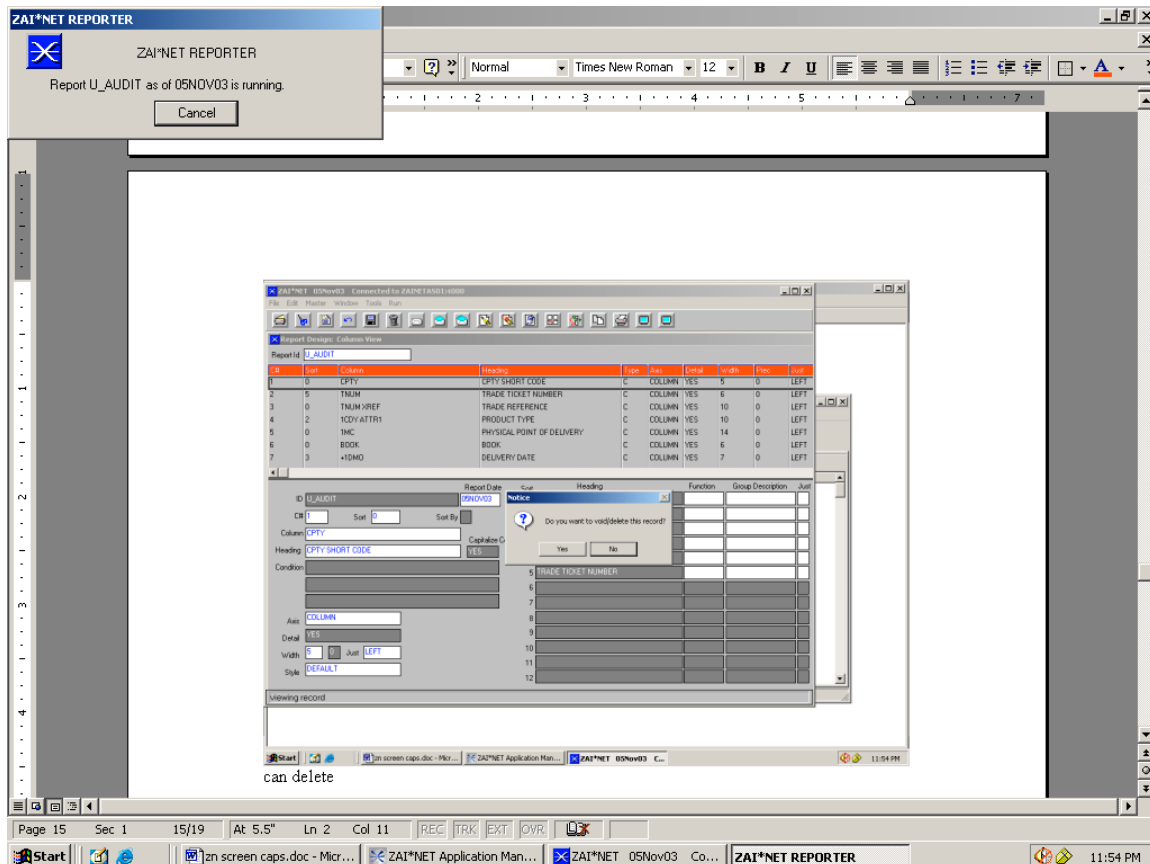 ZAI*NET REPORTER
ZAI*NET REPORTER
Report U_AUDIT as of 05NOV03 is running.
Cancel
Normal
Times New Roman
12
B I U
A
2 3 4 5 7
ZAI*NET 05Nov03 Connected to ZAINETAS01:4000
File Edit Master Window Tools Run
Report Design: Column View
Report Id U_AUDIT
C# Sort Column Heading Type Axis Detail Width Prec Just
1 0 CPTY CPTY SHORT CODE C COLUMN YES 5 0 LEFT
2 5 TNUM TRADE TICKET NUMBER C COLUMN YES 6 0 LEFT
3 0 TNUM XREF TRADE REFERENCE C COLUMN YES 10 0 LEFT
4 2 1CDY ATTR1 PRODUCT TYPE C COLUMN YES 10 0 LEFT
5 0 1MC PHYSICAL POINT OF DELIVERY C COLUMN YES 14 0 LEFT
6 0 BOOK BOOK C COLUMN YES 6 0 LEFT
7 3 +1DMO DELIVERY DATE C COLUMN YES 7 0 LEFT
Report Date Sort Heading Function Group Description Just
ID U_AUDIT 05NOV03
C# 1 Sort 0 Sort By
Column CPTY
Capitalize
Heading CPTY SHORT CODE YES
Condition
Notice
Do you want to void/delete this record?
Yes No
5 TRADE TICKET NUMBER
6
7
8
9
10
11
12
Axis COLUMN
Detail YES
Width 5 0 Just LEFT
Style DEFAULT
viewing record
Start zn screen caps.doc - Micr... ZAI*NET Application Man... ZAI*NET 05Nov03 C... 11:54 PM
can delete
Page 15 Sec 1 15/19 At 5.5" Ln 2 Col 11 REC TRK EXT OVR
Start zn screen caps.doc - Micr... ZAI*NET Application Man... ZAI*NET 05Nov03 Co... ZAI*NET REPORTER 11:54 PM